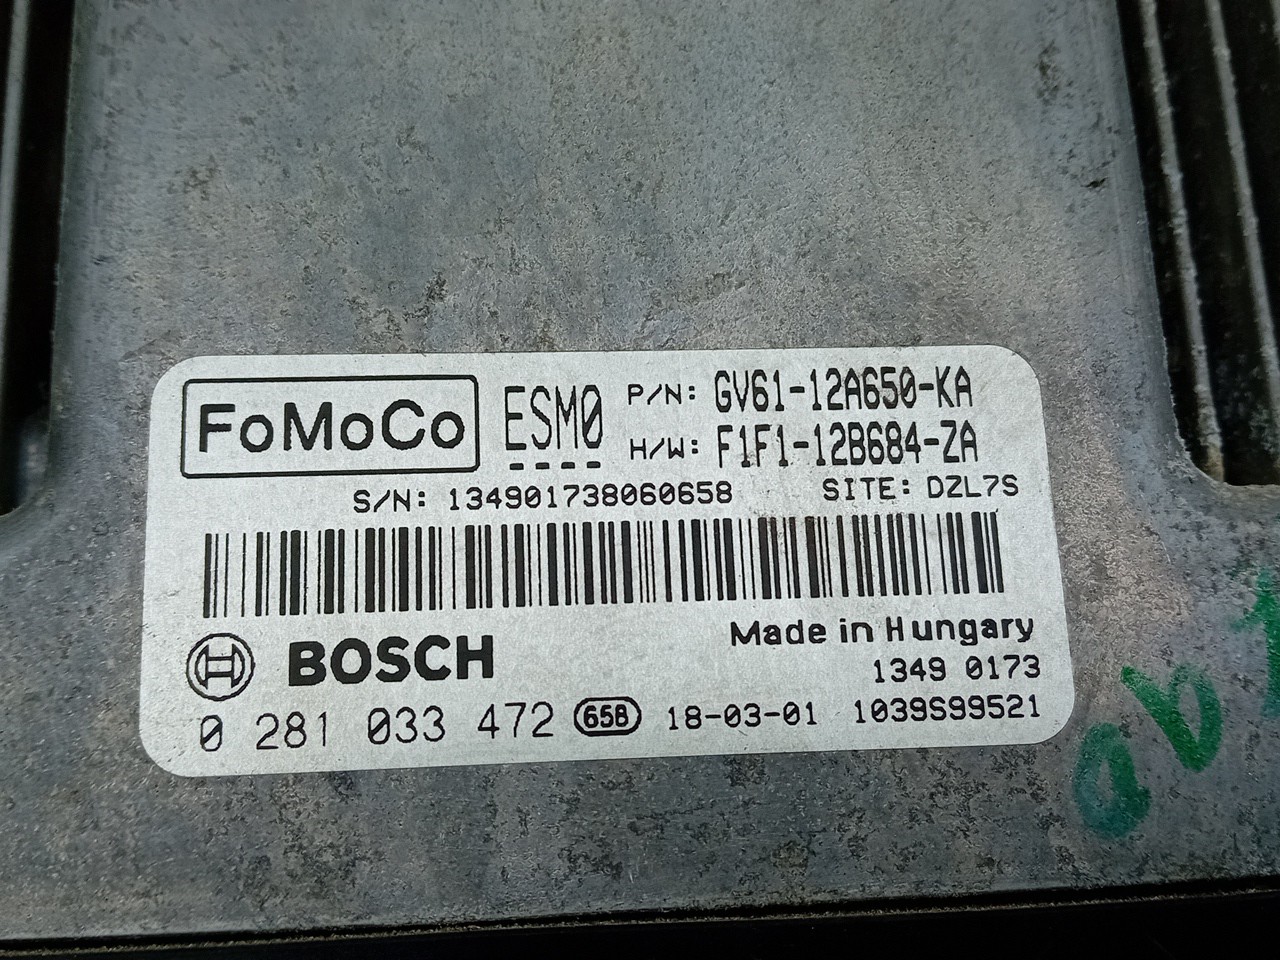 FoMoCo
ESM0
P/N: GV61-12A650-KA
H/W: F1F1-12B684-ZA
S/N: 134901738060658 SITE: DZL7S
BOSCH
Made in Hungary
1349 0173
0 281 033 472 658 18-03-01 1039S99521